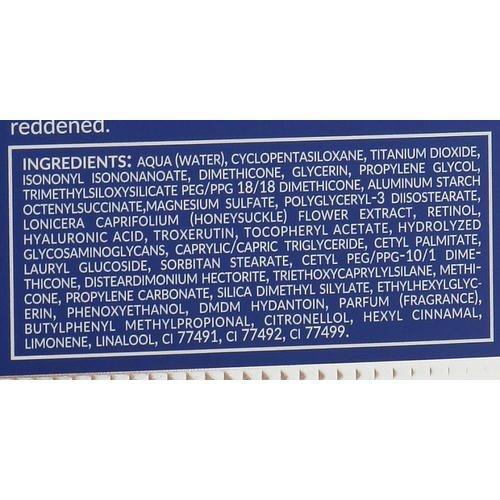 reddened.
INGREDIENTS: AQUA (WATER), CYCLOPENTASILOXANE, TITANIUM DIOXIDE,
ISONONYL ISONONANOATE, DIMETHICONE, GLYCERIN, PROPYLENE GLYCOL,
TRIMETHYLSILOXYSILICATE PEG/PPG 18/18 DIMETHICONE, ALUMINUM STARCH
OCTENYLSUCCINATE,MAGNESIUM SULFATE, POLYGLYCERYL-3 DIISOSTEARATE,
LONICERA CAPRIFOLIUM (HONEYSUCKLE) FLOWER EXTRACT, RETINOL,
HYALURONIC ACID, TROXERUTIN, TOCOPHERYL ACETATE, HYDROLYZED
GLYCOSAMINOGLYCANS, CAPRYLIC/CAPRIC TRIGLYCERIDE, CETYL PALMITATE,
LAURYL GLUCOSIDE, SORBITAN STEARATE, CETYL PEG/PPG-10/1 DIME-
THICONE, DISTEARDIMONIUM HECTORITE, TRIETHOXYCAPRYLYLSILANE, METHI-
CONE, PROPYLENE CARBONATE, SILICA DIMETHYL SILYLATE, ETHYLHEXYLGLYC-
ERIN, PHENOXYETHANOL, DMDM HYDANTOIN, PARFUM (FRAGRANCE),
BUTYLPHENYL METHYLPROPIONAL, CITRONELLOL, HEXYL CINNAMAL,
LIMONENE, LINALOOL, CI 77491, CI 77492, CI 77499.